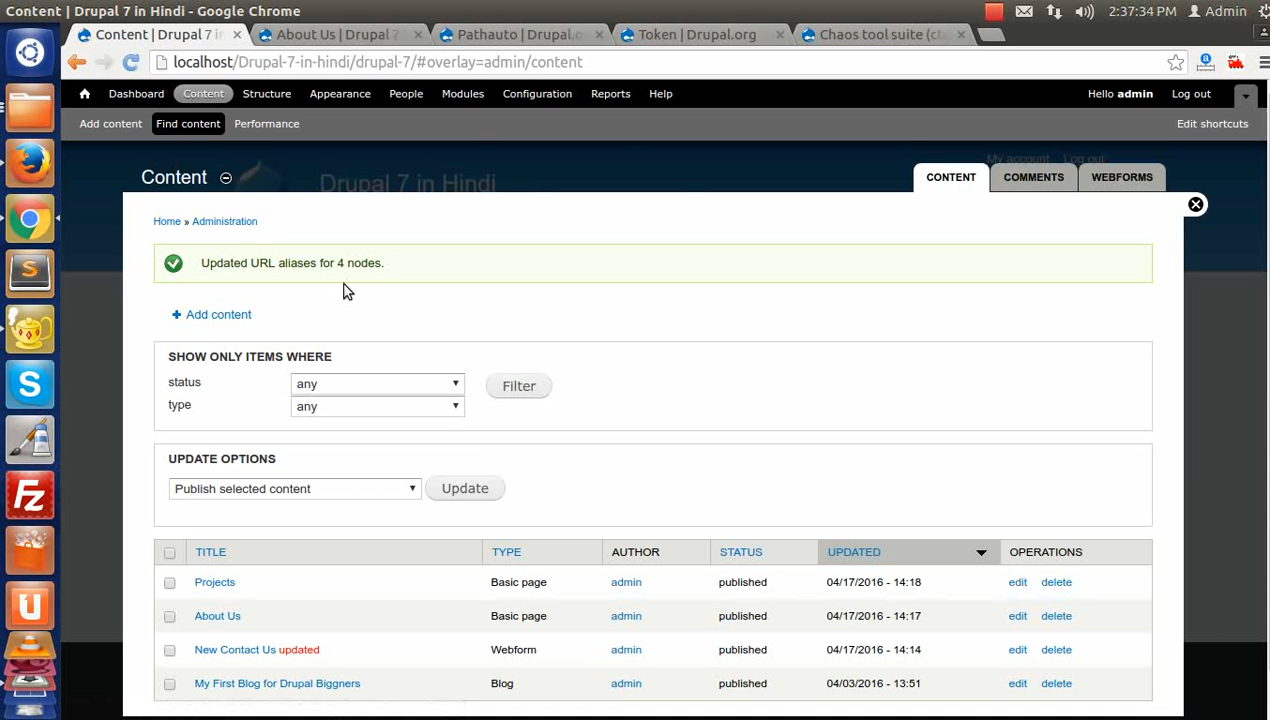 Content | Drupal 7 in Hindi - Google Chrome
2:37:34 PM
Admin
Content | Drupal 7 i
About Us | Drupal 7
Pathauto | Drupal.o
Token | Drupal.org
Chaos tool suite (ct
localhost/Drupal-7-in-hindi/drupal-7/#overlay=admin/content
Dashboard
Content
Structure
Appearance
People
Modules
Configuration
Reports
Help
Hello admin
Log out
Add content
Find content
Performance
Edit shortcuts
My account
Log out
Content
Drupal 7 in Hindi
CONTENT
COMMENTS
WEBFORMS
Home » Administration
Updated URL aliases for 4 nodes.
Add content
SHOW ONLY ITEMS WHERE
status any
Filter
type any
UPDATE OPTIONS
Publish selected content
Update
TITLE TYPE AUTHOR STATUS UPDATED OPERATIONS
Projects Basic page admin published 04/17/2016 - 14:18 edit delete
About Us Basic page admin published 04/17/2016 - 14:17 edit delete
New Contact Us updated Webform admin published 04/17/2016 - 14:14 edit delete
My First Blog for Drupal Biggners Blog admin published 04/03/2016 - 13:51 edit delete